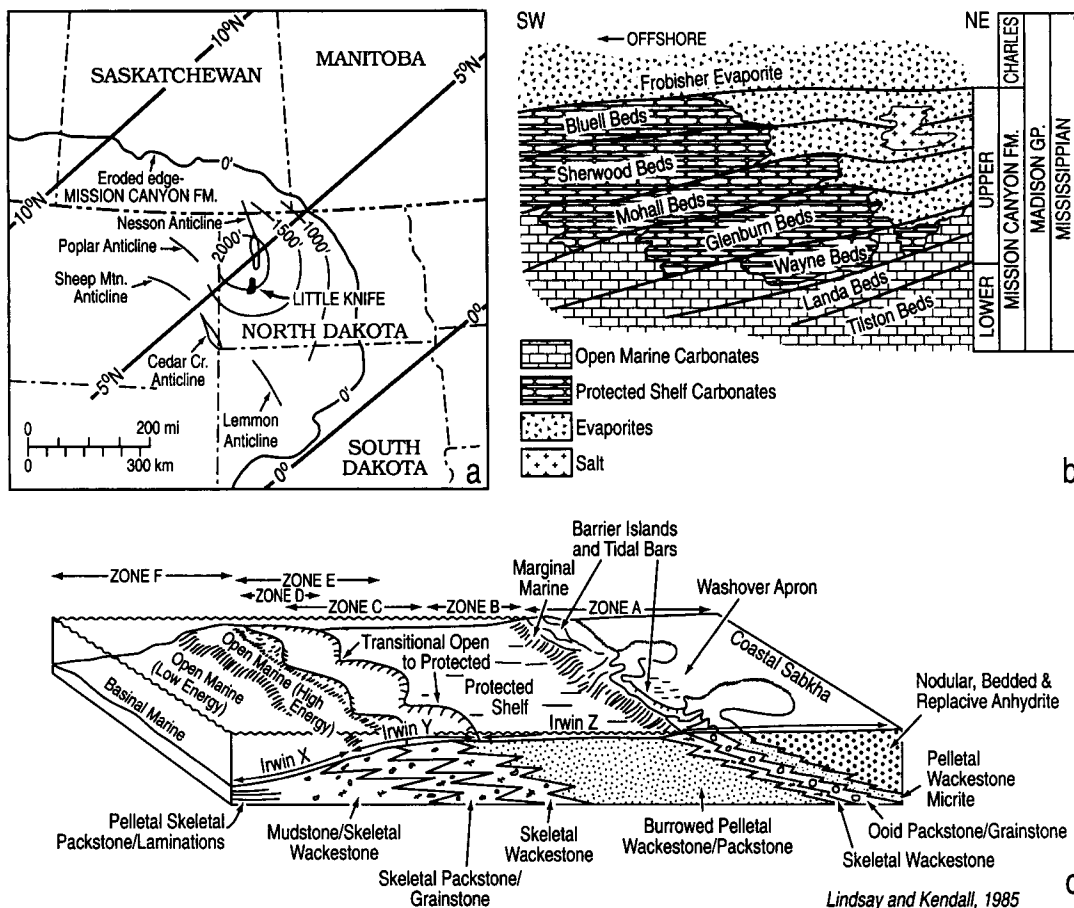 10°N
5°N
SASKATCHEWAN
MANITOBA
0'
Eroded edge-
MISSION CANYON FM.
10°N
Nesson Anticline
Poplar Anticline
2000'
1500'
1000'
Sheep Mtn.
Anticline
LITTLE KNIFE
NORTH DAKOTA
0°
Cedar Cr.
Anticline
5°N
0'
Lemmon
Anticline
0 200 mi
0 300 km
SOUTH
DAKOTA
0°
a
SW
NE
OFFSHORE
Frobisher Evaporite
Bluell Beds
Sherwood Beds
Mohall Beds
Glenburn Beds
Wayne Beds
Landa Beds
Tilston Beds
CHARLES
UPPER
LOWER
MISSION CANYON FM.
MADISON GP.
MISSISSIPPIAN
Open Marine Carbonates
Protected Shelf Carbonates
Evaporites
Salt
b
ZONE F
ZONE E
ZONE D
ZONE C
ZONE B
ZONE A
Barrier Islands
and Tidal Bars
Marginal
Marine
Washover Apron
Transitional Open
to Protected
Protected
Shelf
Open Marine (High
Energy)
Open Marine
(Low Energy)
Basinal Marine
Coastal Sabkha
Irwin X
Irwin Y
Irwin Z
Nodular, Bedded &
Replacive Anhydrite
Pelletal
Wackestone
Micrite
Ooid Packstone/Grainstone
Skeletal Wackestone
Pelletal Skeletal
Packstone/Laminations
Mudstone/Skeletal
Wackestone
Skeletal Packstone/
Grainstone
Skeletal
Wackestone
Burrowed Pelletal
Wackestone/Packstone
Lindsay and Kendall, 1985